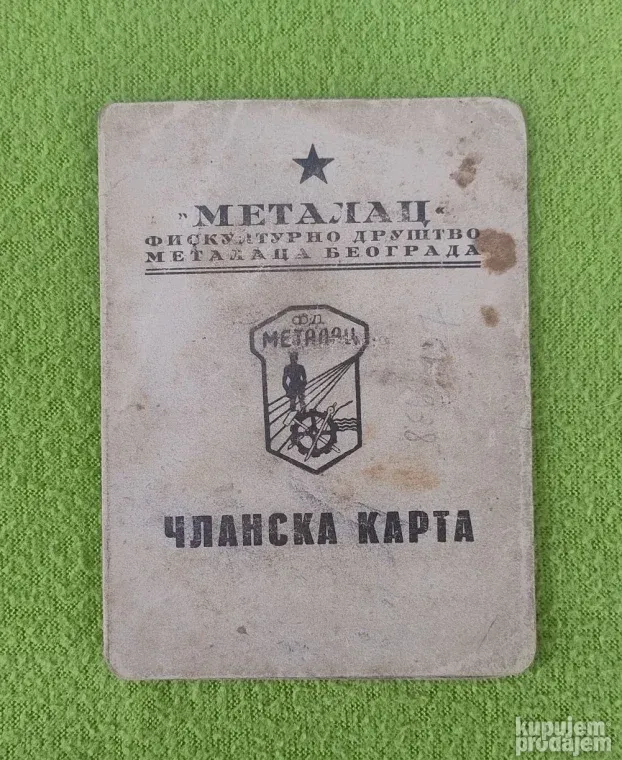 "МЕТАЛАЦ"
ФИСКУЛТУРНО ДРУШТВО
МЕТАЛАЦА БЕОГРАДА
ФД
МЕТАЛАЦ
ЧЛАНСКА КАРТА
kupujem
prodajem